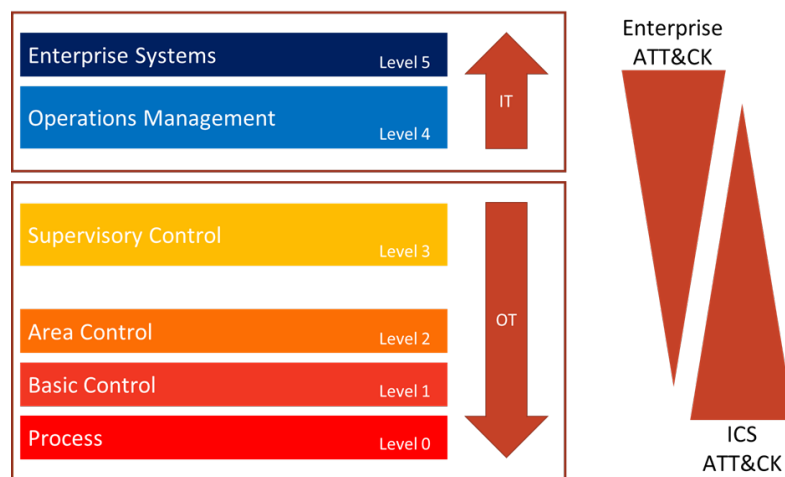 Enterprise Systems
Level 5
Operations Management
Level 4
IT
Supervisory Control
Level 3
Area Control
Level 2
Basic Control
Level 1
Process
Level 0
OT
Enterprise
ATT&CK
ICS
ATT&CK